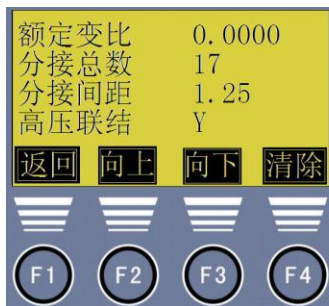 额定变比 0.0000
分接总数 17
分接间距 1.25
高压联结 Y
返回 向上 向下 清除
F1 F2 F3 F4